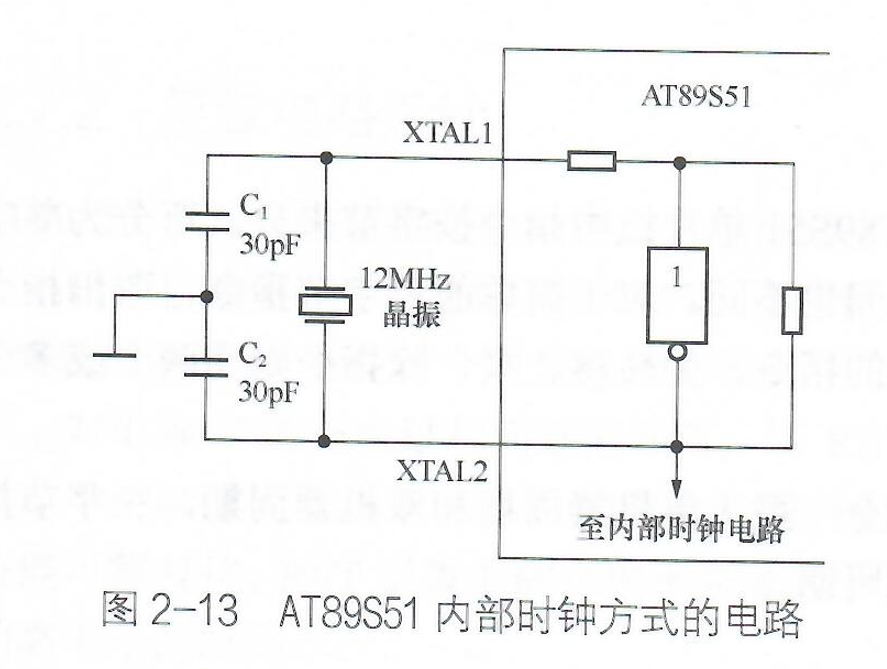 AT89S51
XTAL1
C1
30pF
12MHz
晶振
1
C2
30pF
XTAL2
至内部时钟电路
图 2-13 AT89S51 内部时钟方式的电路